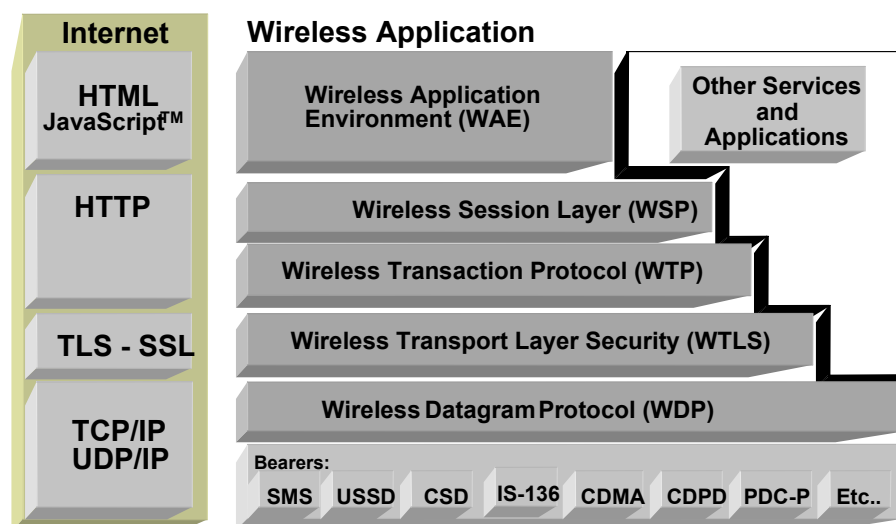 Internet
HTML
JavaScript™
HTTP
TLS - SSL
TCP/IP
UDP/IP
Wireless Application
Wireless Application
Environment (WAE)
Other Services
and
Applications
Wireless Session Layer (WSP)
Wireless Transaction Protocol (WTP)
Wireless Transport Layer Security (WTLS)
Wireless Datagram Protocol (WDP)
Bearers:
SMS USSD CSD IS-136 CDMA CDPD PDC-P Etc..